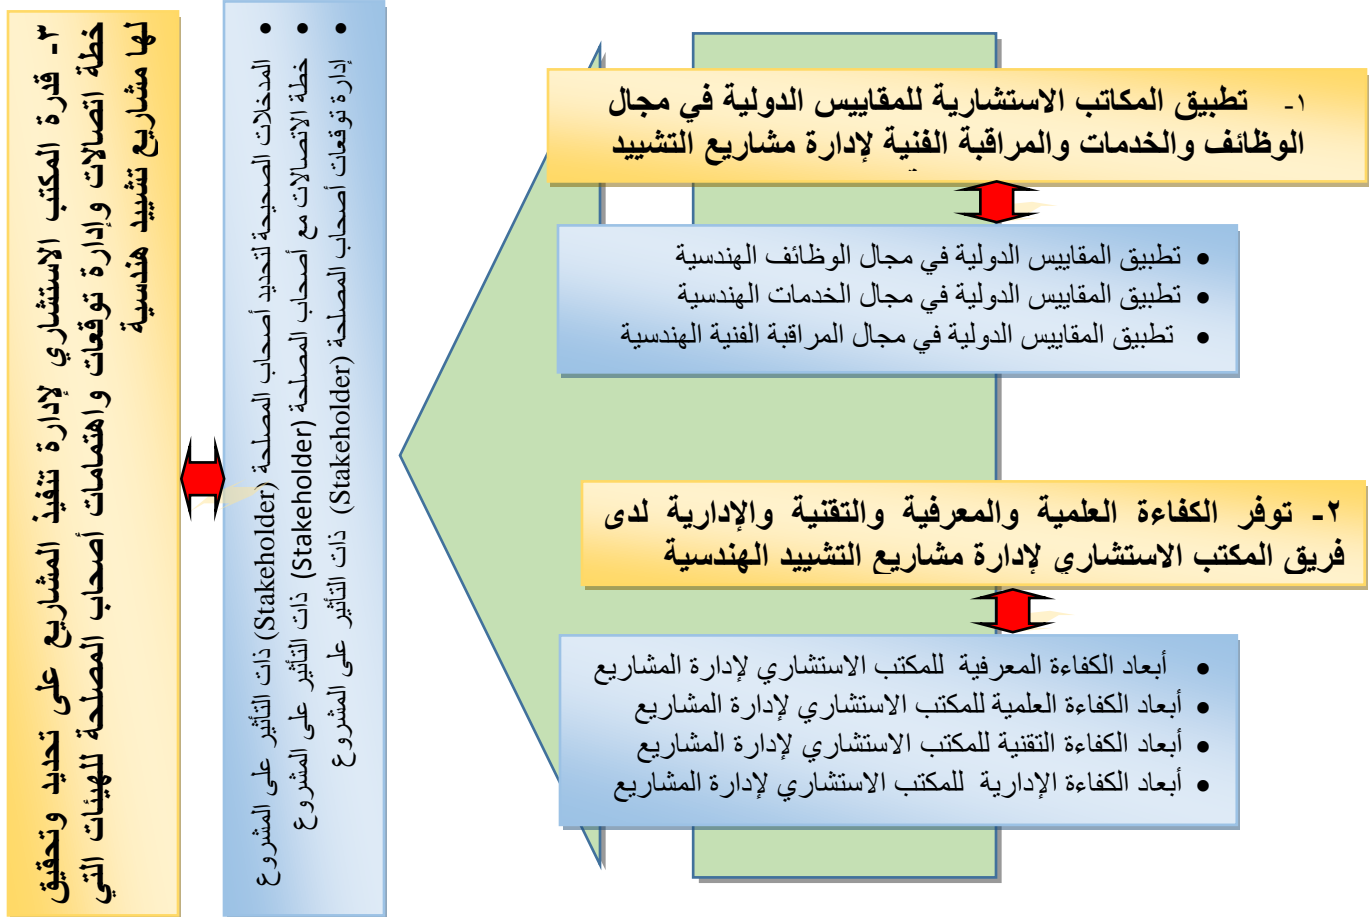 ١- تطبيق المكاتب الاستشارية للمقاييس الدولية في مجال
الوظائف والخدمات والمراقبة الفنية لإدارة مشاريع التشييد
• تطبيق المقاييس الدولية في مجال الوظائف الهندسية
• تطبيق المقاييس الدولية في مجال الخدمات الهندسية
• تطبيق المقاييس الدولية في مجال المراقبة الفنية الهندسية
٢- توفر الكفاءة العلمية والمعرفية والتقنية والإدارية لدى
فريق المكتب الاستشاري لإدارة مشاريع التشييد الهندسية
• أبعاد الكفاءة المعرفية للمكتب الاستشاري لإدارة المشاريع
• أبعاد الكفاءة العلمية للمكتب الاستشاري لإدارة المشاريع
• أبعاد الكفاءة التقنية للمكتب الاستشاري لإدارة المشاريع
• أبعاد الكفاءة الإدارية للمكتب الاستشاري لإدارة المشاريع
٣- قدرة المكتب الاستشاري لإدارة تنفيذ المشاريع على تحديد وتحقيق
خطة اتصالات وإدارة توقعات واهتمامات أصحاب المصلحة للهيئات التي
لها مشاريع تشييد هندسية
• المدخلات الصحيحة لتحديد أصحاب المصلحة (Stakeholder) ذات التأثير على المشروع
• خطة الاتصالات مع أصحاب المصلحة (Stakeholder) ذات التأثير على المشروع
• إدارة توقعات أصحاب المصلحة (Stakeholder) ذات التأثير على المشروع